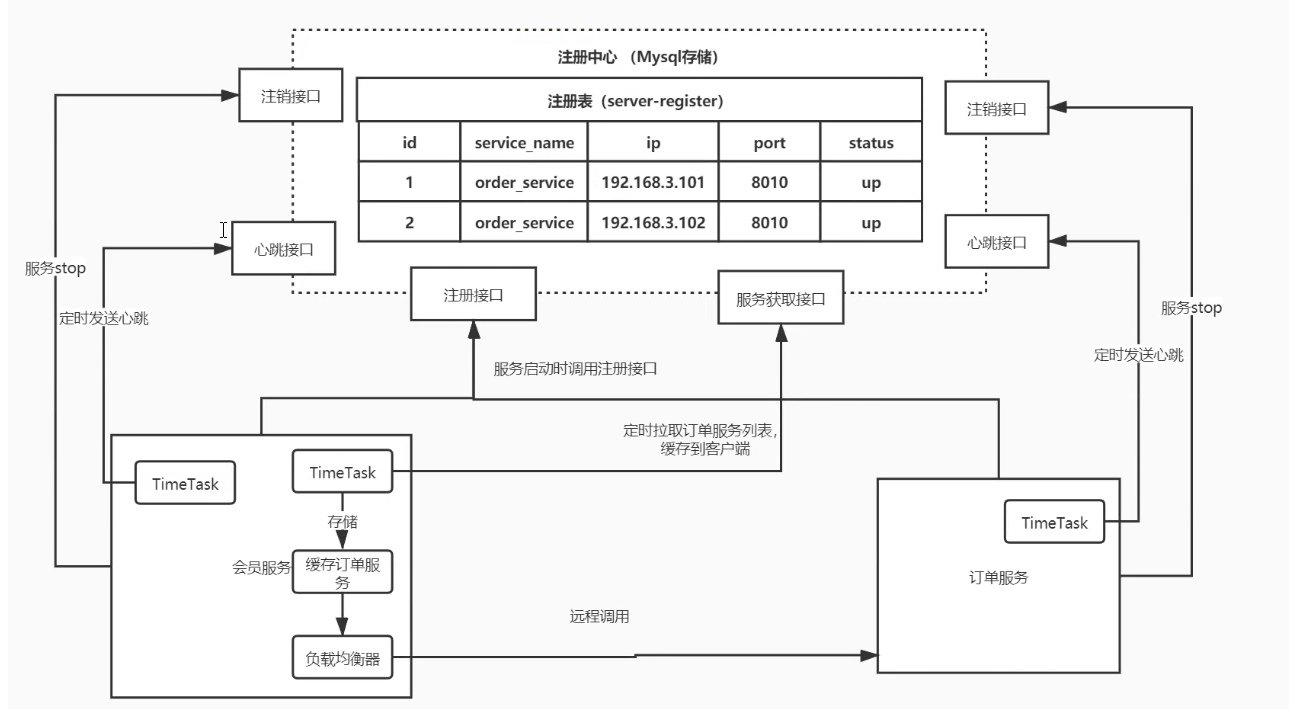 注册中心 （Mysql存储）
注销接口
注册表（server-register）
注销接口
id service_name ip port status
1 order_service 192.168.3.101 8010 up
2 order_service 192.168.3.102 8010 up
心跳接口
心跳接口
服务stop
注册接口
服务获取接口
服务stop
定时发送心跳
定时发送心跳
服务启动时调用注册接口
定时拉取订单服务列表，
缓存到客户端
TimeTask
TimeTask
存储
会员服务
缓存订单服
务
负载均衡器
远程调用
TimeTask
订单服务